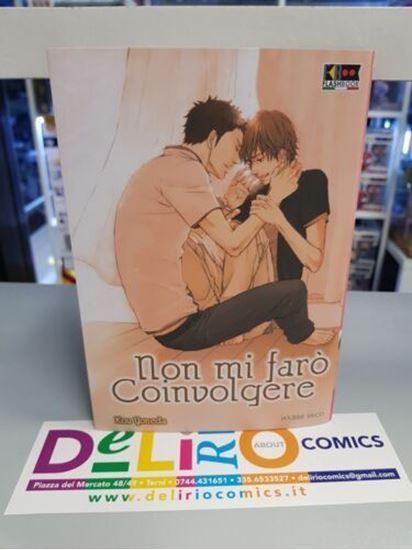 FLASHBOOK
Non mi farò
Coinvolgere
Kou Yoneda
DeLiRiO
ABOUT
COMICS
Piazza del Mercato 48/49 • Terni • 0744.431651 • 335.6533527 • deliriocomics@gmail.com
www.deliriocomics.it